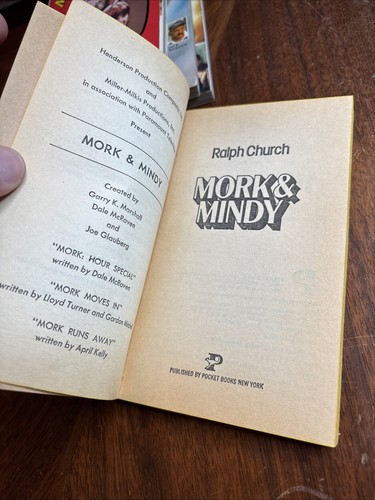 Henderson Production Company
and
Miller-Milkis Productions, Inc.
in association with Paramount
Present
MORK & MINDY
Created by
Garry K. Marshall
Dale McRaven
and
Joe Glauberg
"MORK: HOUR SPECIAL"
written by Dale McRaven
"MORK MOVES IN"
written by Lloyd Turner and Gordon
"MORK RUNS AWAY"
written by April Kelly
Ralph Church
MORK &
MINDY
P
PUBLISHED BY POCKET BOOKS NEW YORK